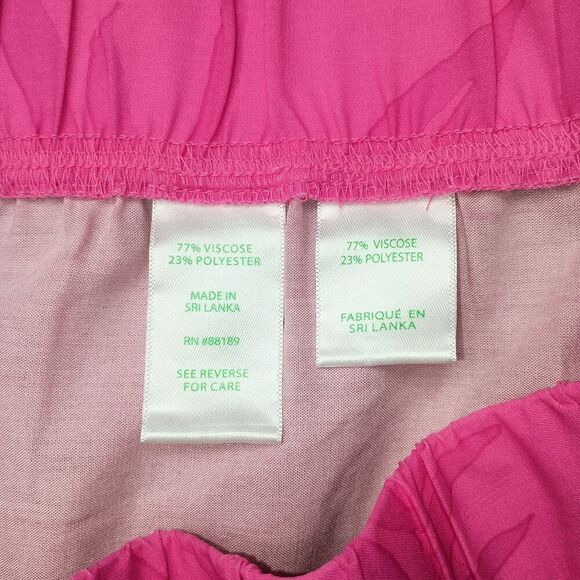 77% VISCOSE
23% POLYESTER
MADE IN
SRI LANKA
RN #88189
SEE REVERSE
FOR CARE
77% VISCOSE
23% POLYESTER
FABRIQUÉ EN
SRI LANKA